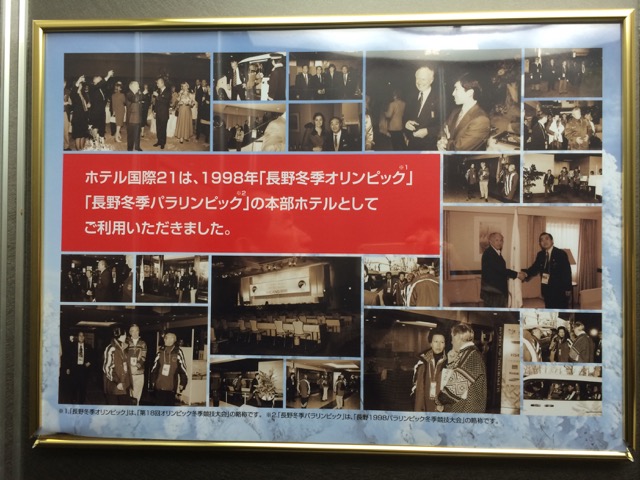 ホテル国際21は、1998年「長野冬季オリンピック」※1
「長野冬季パラリンピック」※2の本部ホテルとして
ご利用いただきました。
※1.「長野冬季オリンピック」は、「第18回オリンピック冬季競技大会」の略称です。 ※2.「長野冬季パラリンピック」は、「長野1998パラリンピック冬季競技大会」の略称です。